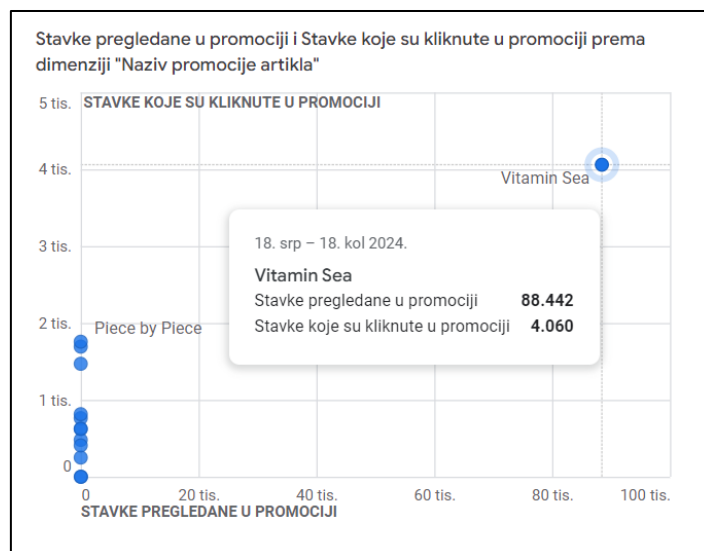 Stavke pregledane u promociji i Stavke koje su kliknute u promociji prema
dimenziji "Naziv promocije artikla"
5 tis.
STAVKE KOJE SU KLIKNUTE U PROMOCIJI
4 tis.
Vitamin Sea
3 tis.
18. srp – 18. kol 2024.
Vitamin Sea
Stavke pregledane u promociji 88.442
Stavke koje su kliknute u promociji 4.060
2 tis.
Piece by Piece
1 tis.
0
0 20 tis. 40 tis. 60 tis. 80 tis. 100 tis.
STAVKE PREGLEDANE U PROMOCIJI